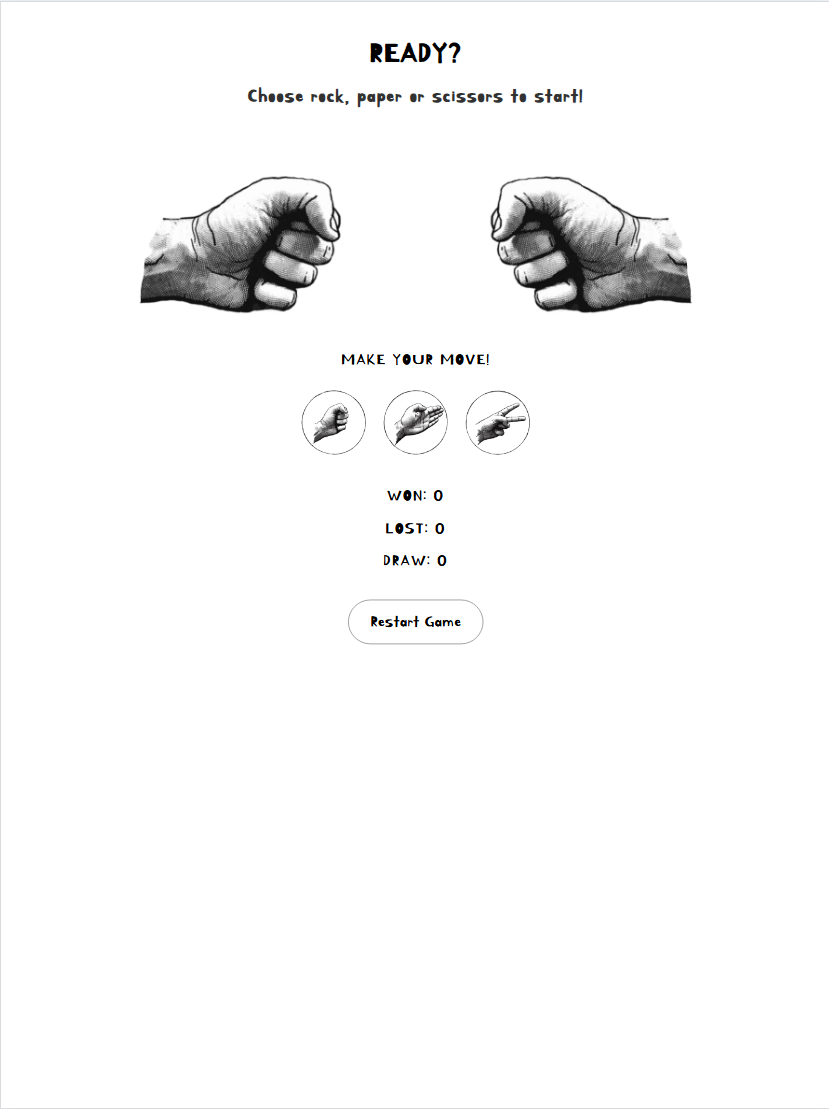 READY?
Choose rock, paper or scissors to start!
MAKE YOUR MOVE!
WON: 0
LOST: 0
DRAW: 0
Restart Game